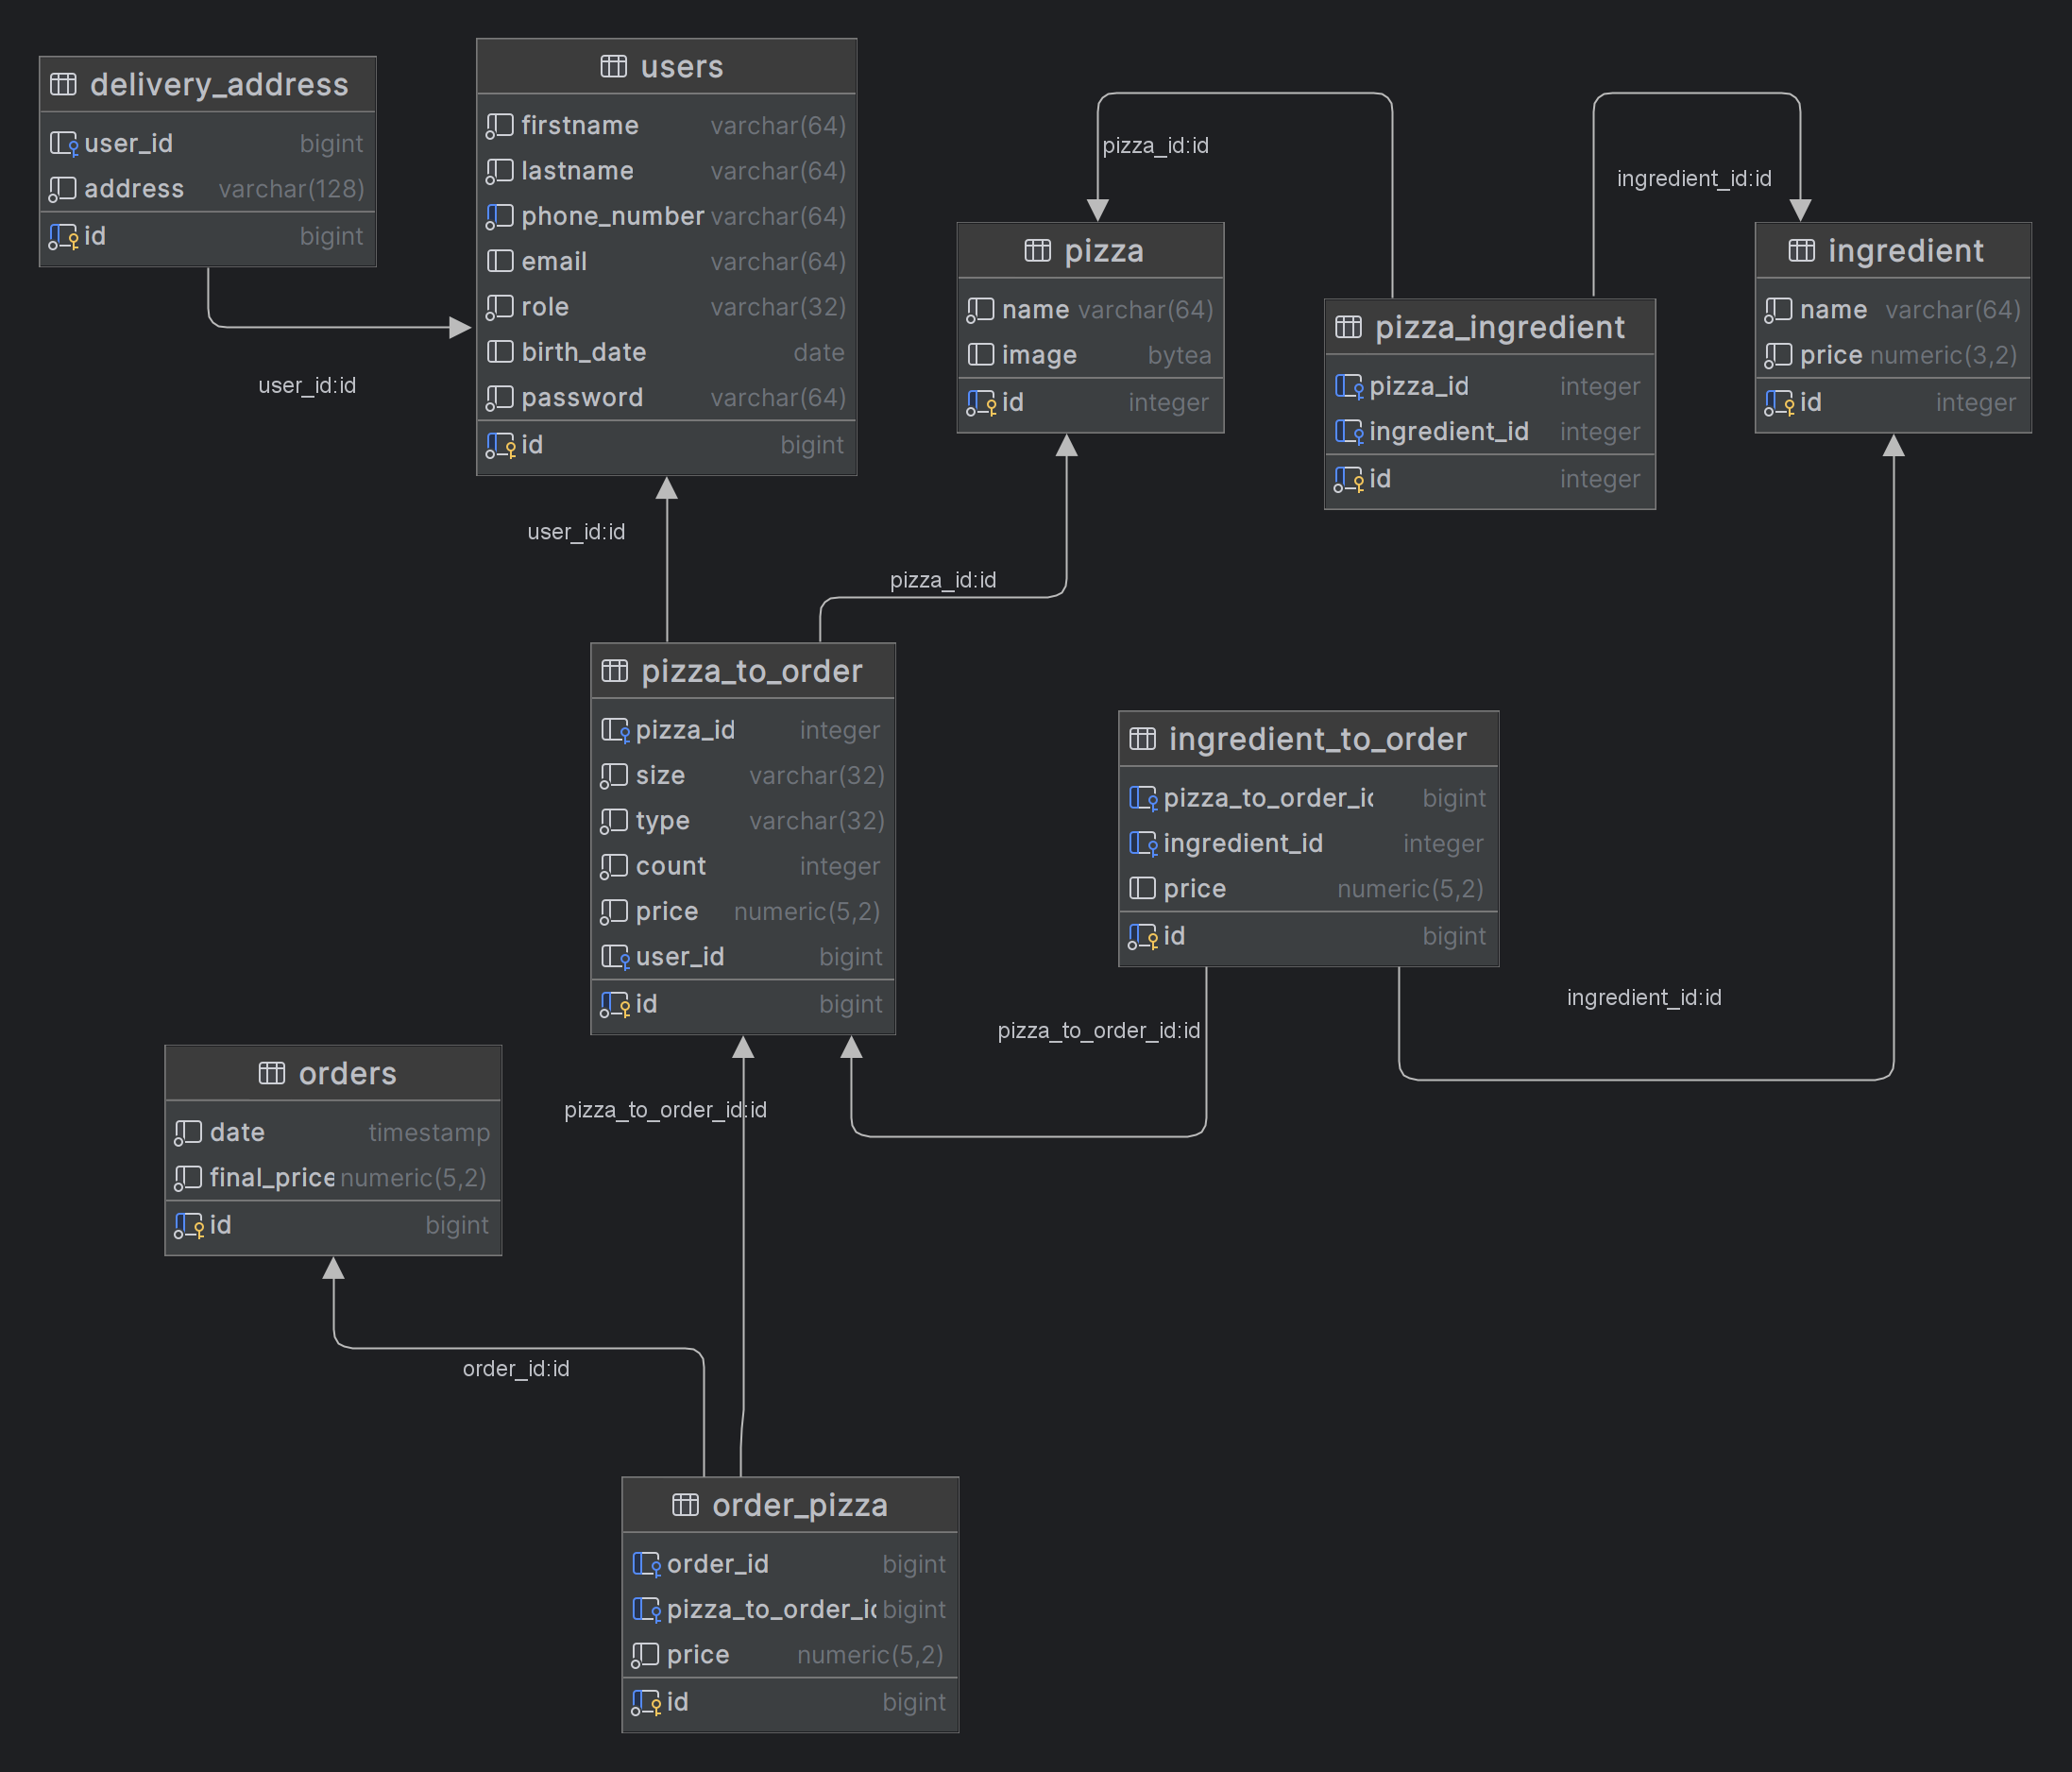 delivery_address
user_id bigint
address varchar(128)
id bigint
user_id:id
users
firstname varchar(64)
lastname varchar(64)
phone_number varchar(64)
email varchar(64)
role varchar(32)
birth_date date
password varchar(64)
id bigint
user_id:id
pizza_id:id
pizza
name varchar(64)
image bytea
id integer
pizza_id:id
pizza_ingredient
pizza_id integer
ingredient_id integer
id integer
ingredient_id:id
ingredient
name varchar(64)
price numeric(3,2)
id integer
pizza_to_order
pizza_id integer
size varchar(32)
type varchar(32)
count integer
price numeric(5,2)
user_id bigint
id bigint
ingredient_to_order
pizza_to_order_id bigint
ingredient_id integer
price numeric(5,2)
id bigint
ingredient_id:id
pizza_to_order_id:id
pizza_to_order_id:id
orders
date timestamp
final_price numeric(5,2)
id bigint
order_id:id
order_pizza
order_id bigint
pizza_to_order_id bigint
price numeric(5,2)
id bigint